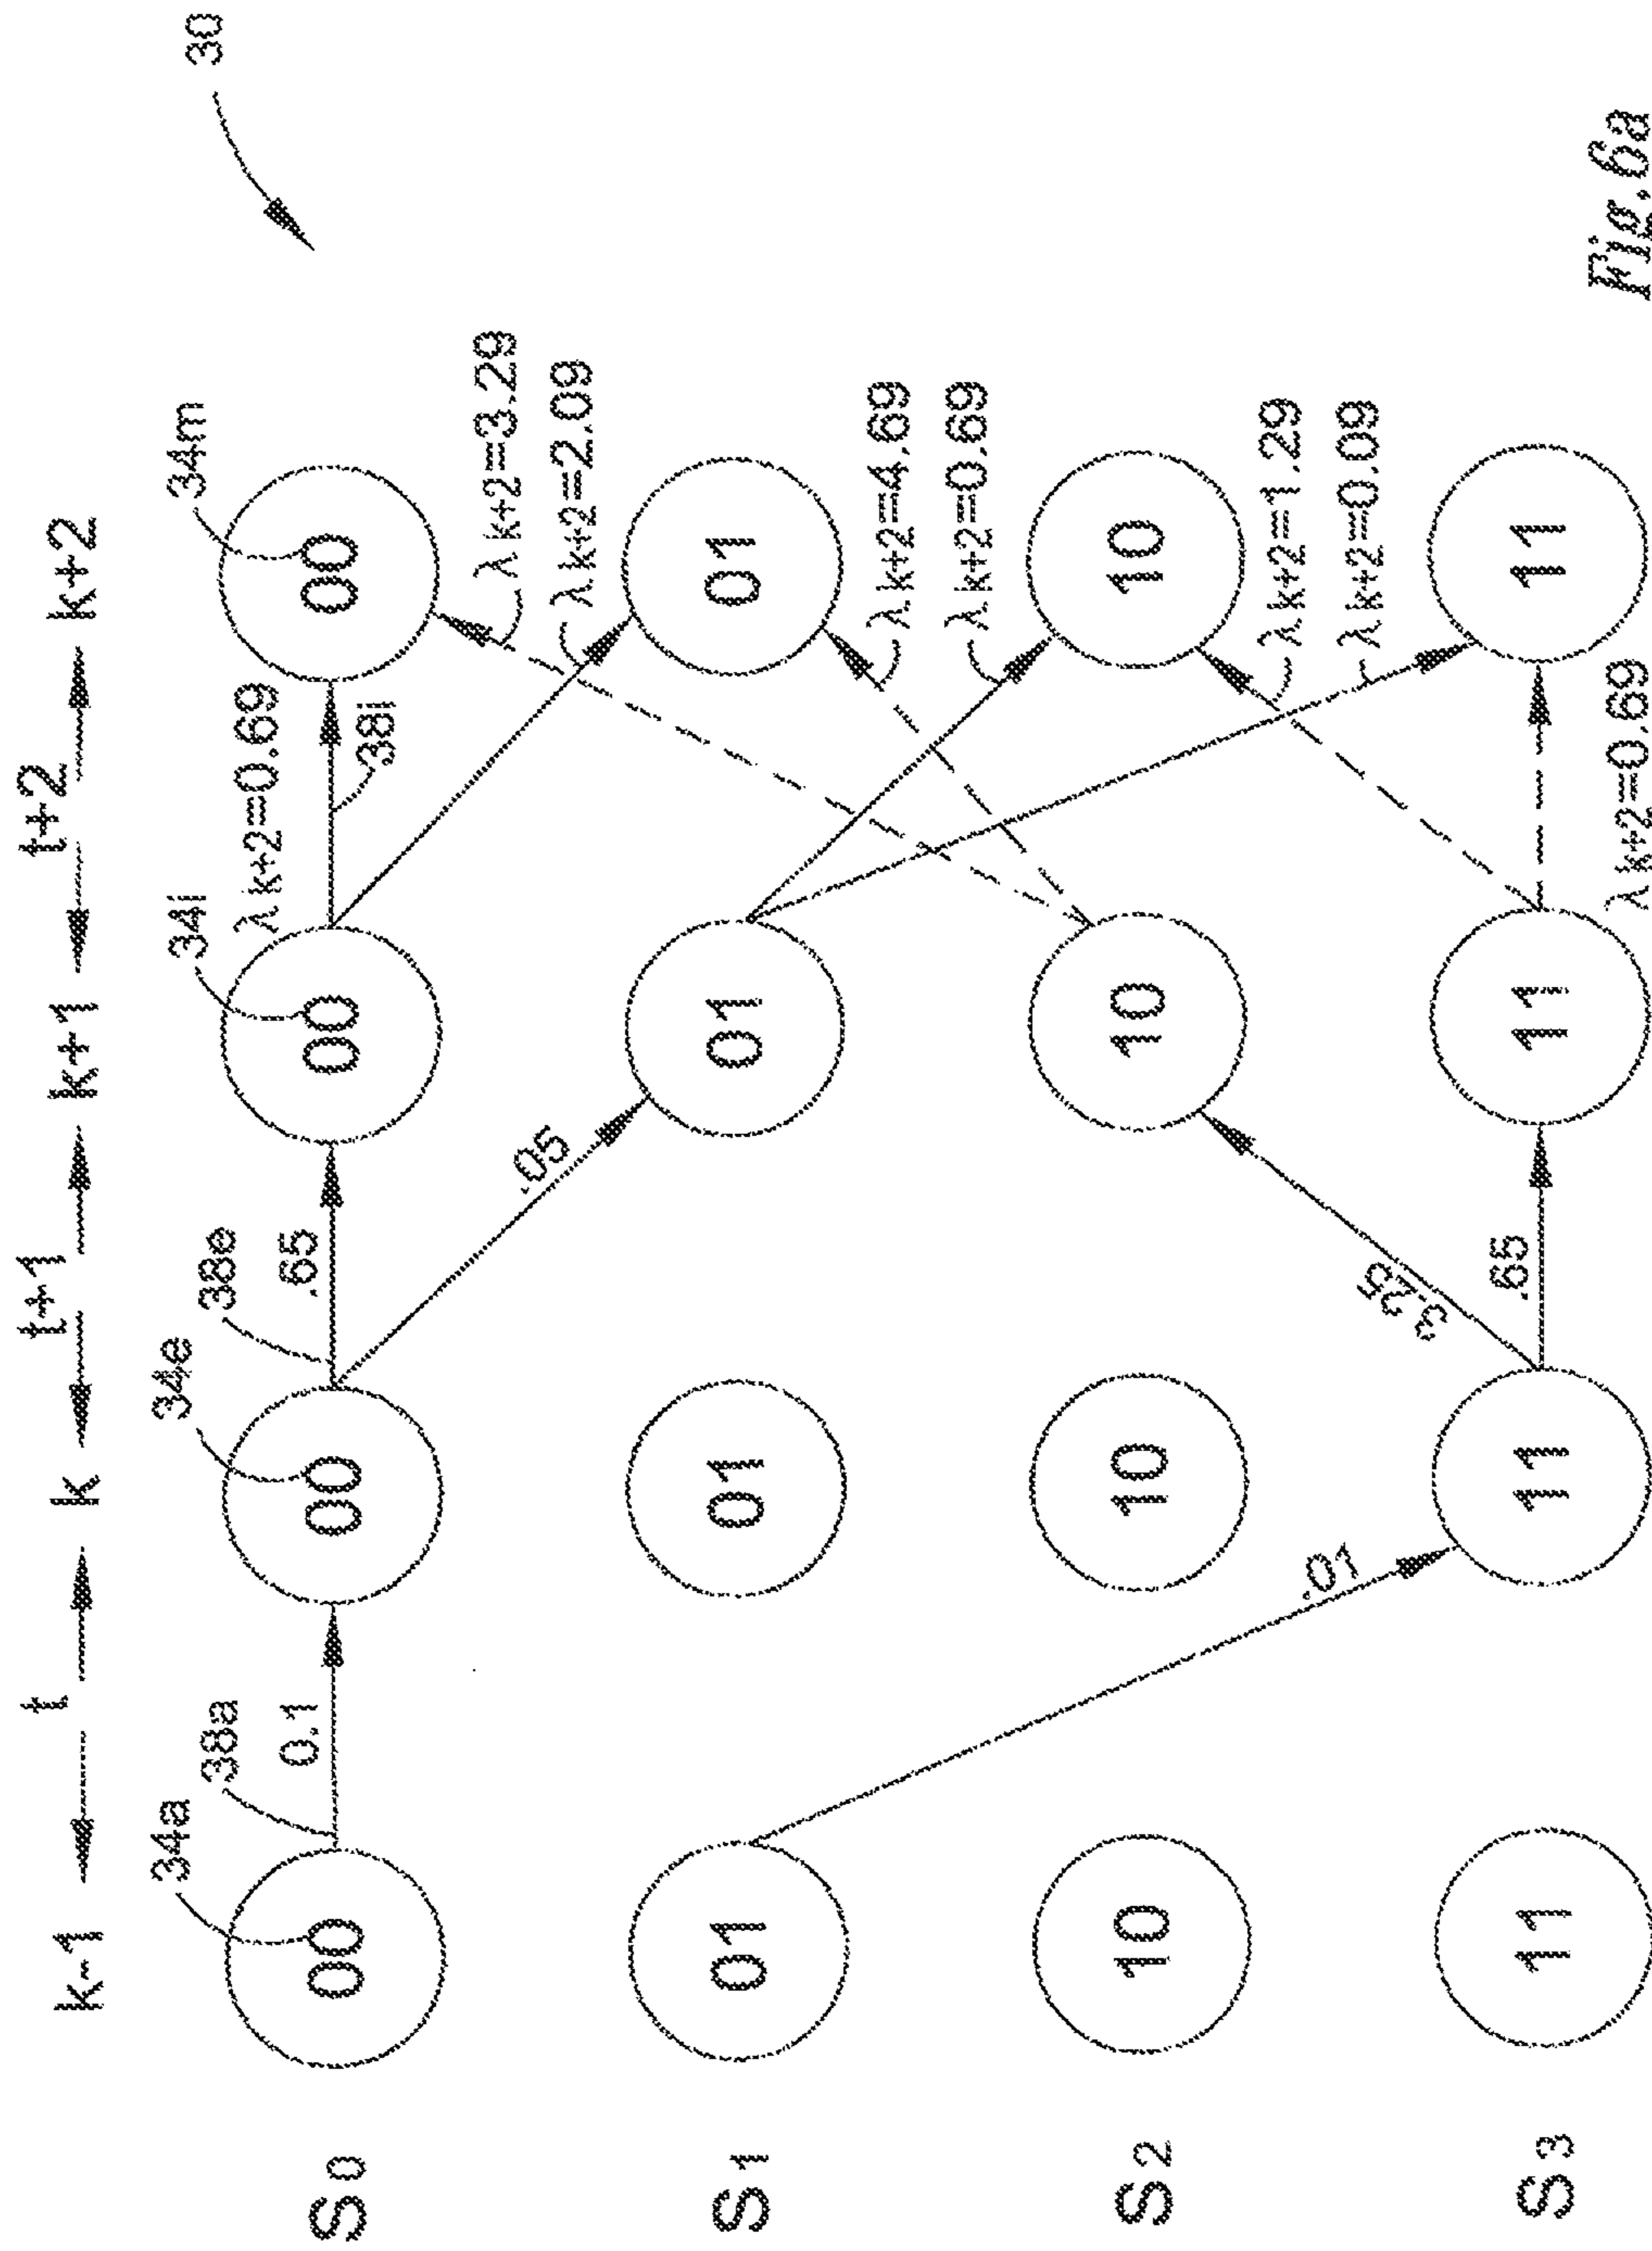 30
t
t+1
t+2
k-1
k
k+1
k+2
34a
38a
34e
38e
34i
34m
S0
00
0.1
00
.65
00
λk+2=0.69
38i
00
λk+2=3.29
λk+2=2.09
.05
S1
01
01
01
01
λk+2=4.69
λk+2=0.69
S2
10
10
10
10
.01
3.25
λk+2=1.29
λk+2=0.09
S3
11
11
.65
11
11
λk+2=0.69
Fig.6a